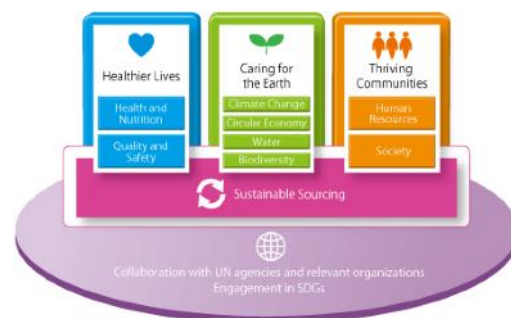 Healthier Lives
Health and
Nutrition
Quality and
Safety
Caring for
the Earth
Climate Change
Circular Economy
Water
Biodiversity
Thriving
Communities
Human
Resources
Society
Sustainable Sourcing
Collaboration with UN agencies and relevant organizations
Engagement in SDGs